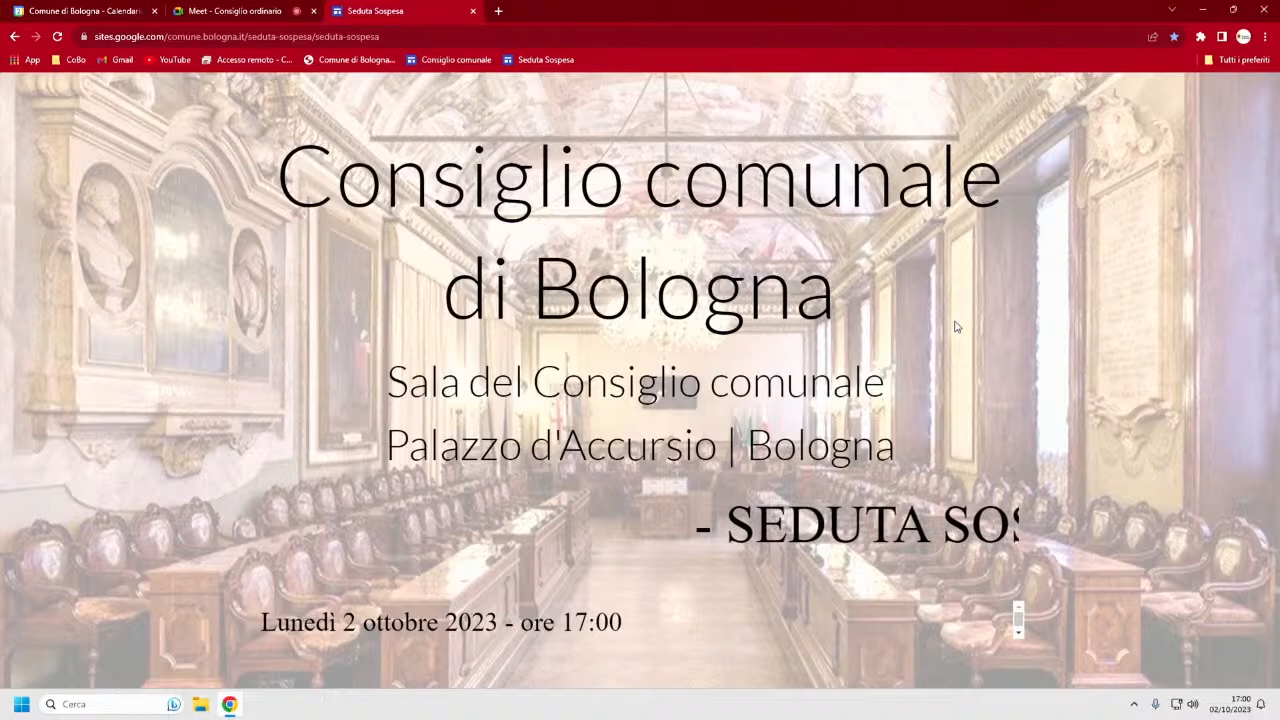 Comune di Bologna - Calendari
Meet - Consiglio ordinario
Seduta Sospesa
sites.google.com/comune.bologna.it/seduta-sospesa/seduta-sospesa
App
CoBo
Gmail
YouTube
Accesso remoto - C...
Comune di Bologna...
Consiglio comunale
Seduta Sospesa
Tutti i preferiti
Consiglio comunale
di Bologna
Sala del Consiglio comunale
Palazzo d'Accursio | Bologna
- SEDUTA SOS
Lunedì 2 ottobre 2023 - ore 17:00
Cerca
17:00
02/10/2023